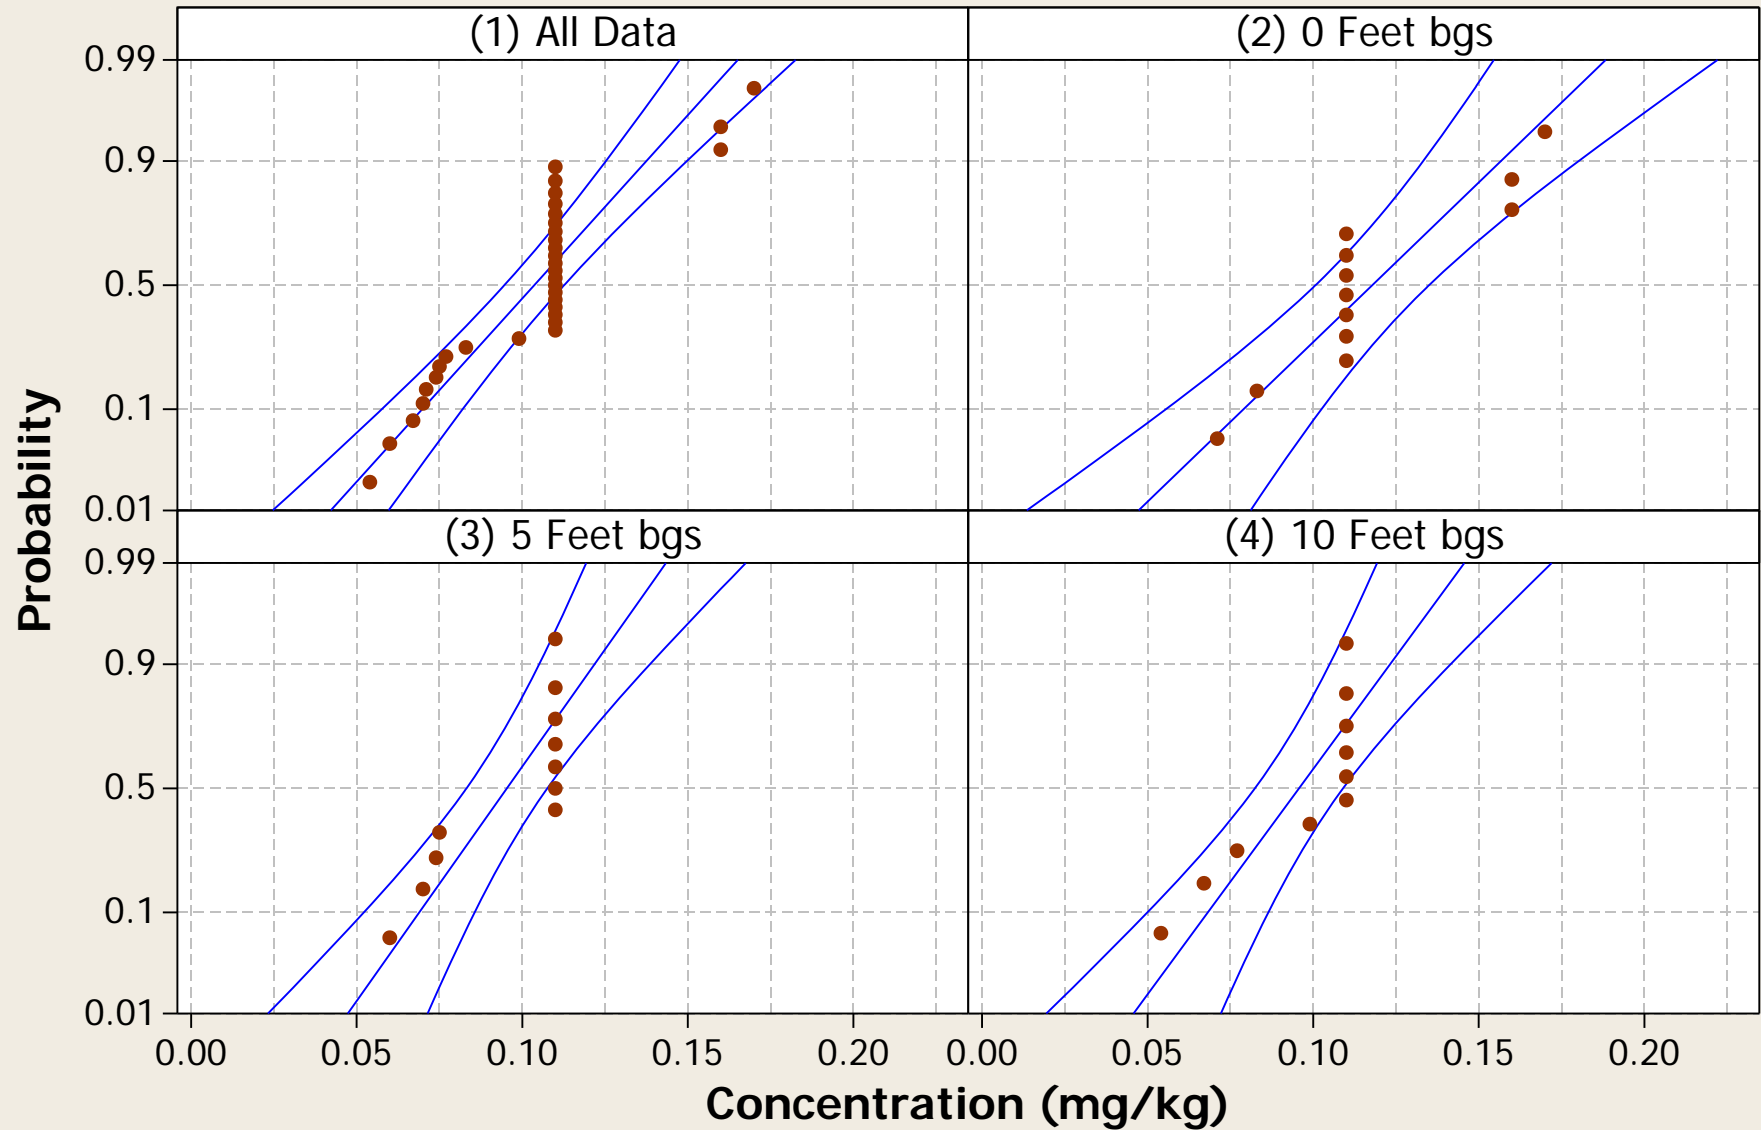 (1) All Data
(2) 0 Feet bgs
0.99
0.9
0.5
0.1
0.01
(3) 5 Feet bgs
(4) 10 Feet bgs
0.99
0.9
0.5
0.1
0.01
Probability
0.00 0.05 0.10 0.15 0.20 0.00 0.05 0.10 0.15 0.20
Concentration (mg/kg)